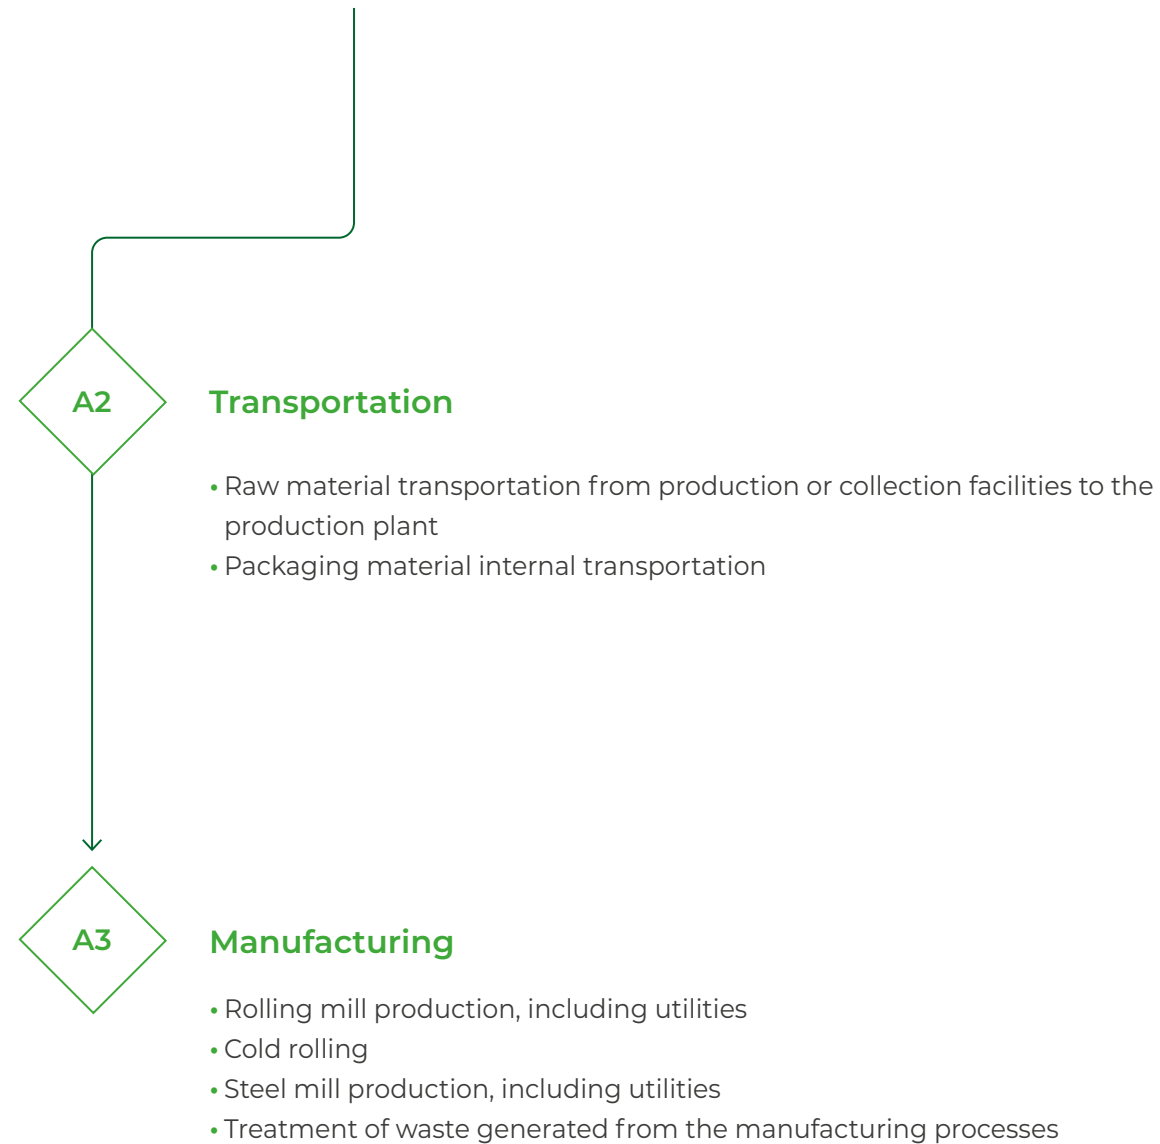 A2
Transportation
• Raw material transportation from production or collection facilities to the
production plant
• Packaging material internal transportation
A3
Manufacturing
• Rolling mill production, including utilities
• Cold rolling
• Steel mill production, including utilities
• Treatment of waste generated from the manufacturing processes